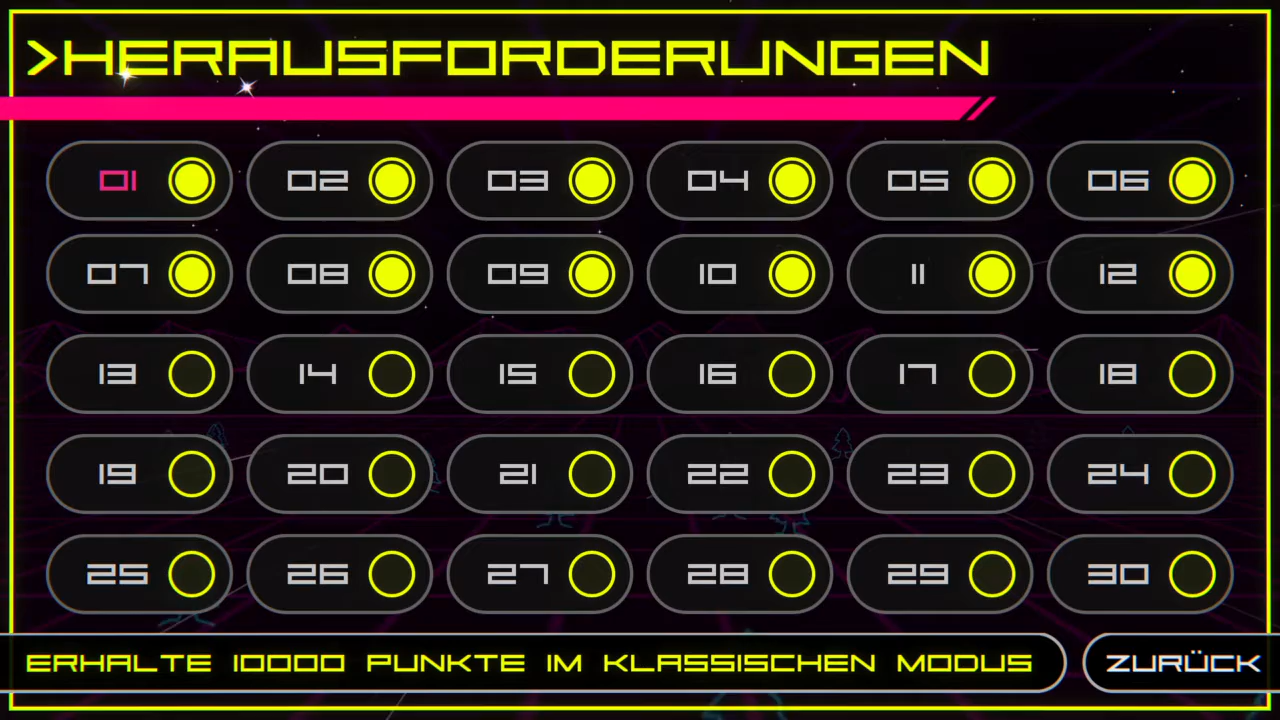 >HERAUSFORDERUNGEN
01 02 03 04 05 06
07 08 09 10 11 12
13 14 15 16 17 18
19 20 21 22 23 24
25 26 27 28 29 30
ERHALTE 10000 PUNKTE IM KLASSISCHEN MODUS
ZURÜCK